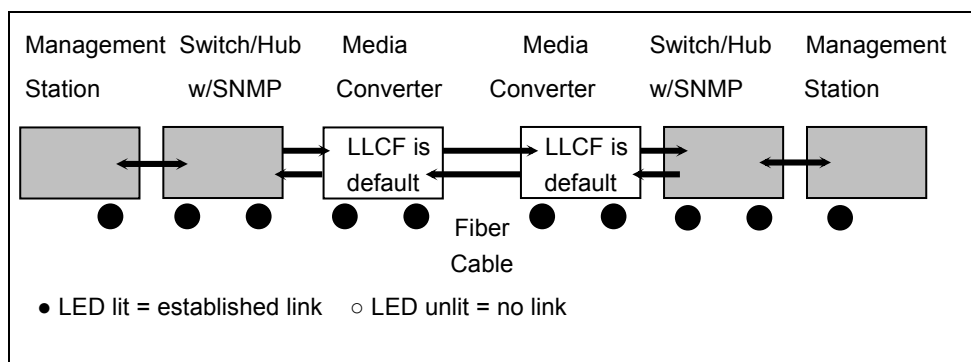 Management Switch/Hub Media Media Switch/Hub Management
Station w/SNMP Converter Converter w/SNMP Station
LLCF is LLCF is
default default
Fiber
Cable
● LED lit = established link ○ LED unlit = no link